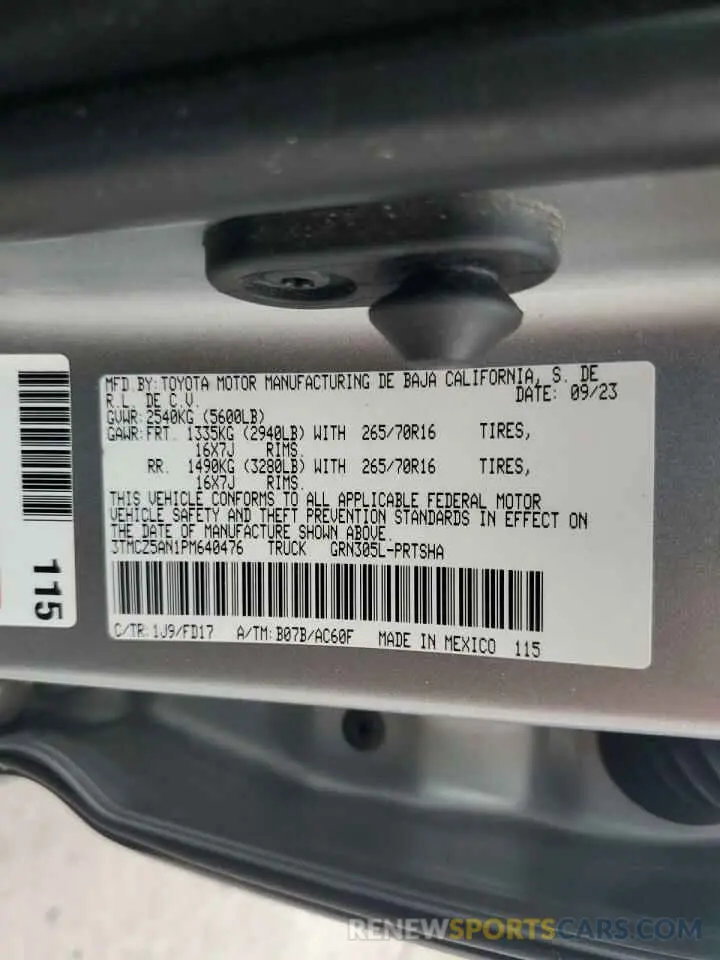 MFD. BY: TOYOTA MOTOR MANUFACTURING DE BAJA CALIFORNIA, S. DE
R.L. DE C.V.
DATE: 09/23
GVWR: 2540KG (5600LB)
GAWR: FRT. 1335KG (2940LB) WITH 265/70R16 TIRES,
16X7J RIMS.
RR. 1490KG (3280LB) WITH 265/70R16 TIRES,
16X7J RIMS.
THIS VEHICLE CONFORMS TO ALL APPLICABLE FEDERAL MOTOR
VEHICLE SAFETY AND THEFT PREVENTION STANDARDS IN EFFECT ON
THE DATE OF MANUFACTURE SHOWN ABOVE.
3TMCZ5AN1PM640476 TRUCK GRN305L-PRTSHA
C/TR: 1J9/FD17 A/TM: B07B/AC60F MADE IN MEXICO 115
115
RENEWSPORTSCARS.COM